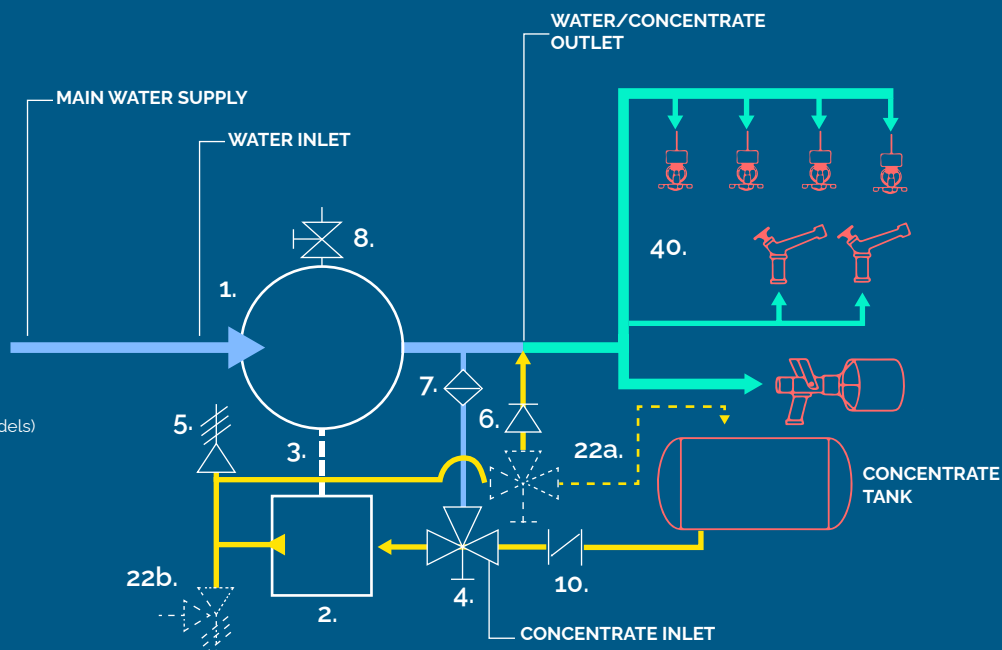 WATER/CONCENTRATE
OUTLET
MAIN WATER SUPPLY
WATER INLET
8.
40.
1.
7.
5.
6.
dels)
3.
22a.
CONCENTRATE
TANK
22b.
10.
4.
2.
CONCENTRATE INLET